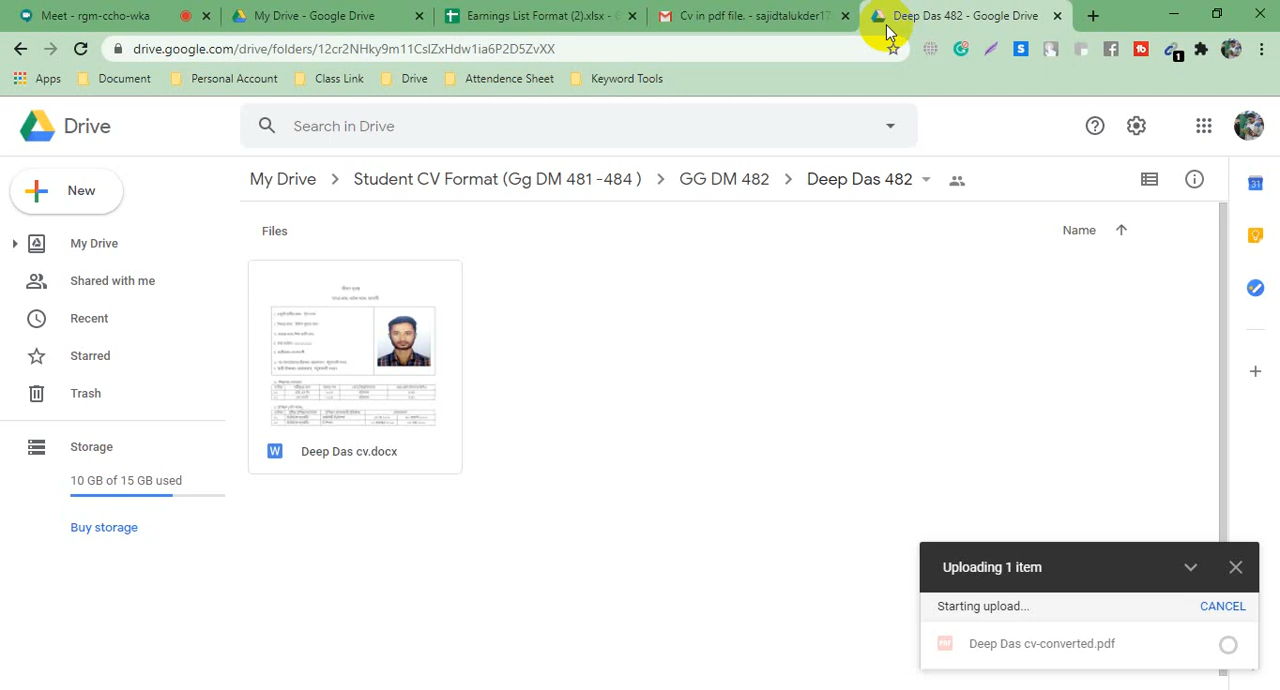 Meet - rgm-ccho-wka
My Drive - Google Drive
Earnings List Format (2).xlsx - G
Cv in pdf file. - sajidtalukder17
Deep Das 482 - Google Drive
drive.google.com/drive/folders/12cr2NHky9m11CslZxHdw1ia6P2D5ZvXX
1
Apps
Document
Personal Account
Class Link
Drive
Attendence Sheet
Keyword Tools
Drive
Search in Drive
New
My Drive
Student CV Format (Gg DM 481 -484 )
GG DM 482
Deep Das 482
My Drive
Shared with me
Recent
Starred
Trash
Storage
10 GB of 15 GB used
Buy storage
Files
Name
W
Deep Das cv.docx
31
Uploading 1 item
Starting upload...
CANCEL
PDF
Deep Das cv-converted.pdf